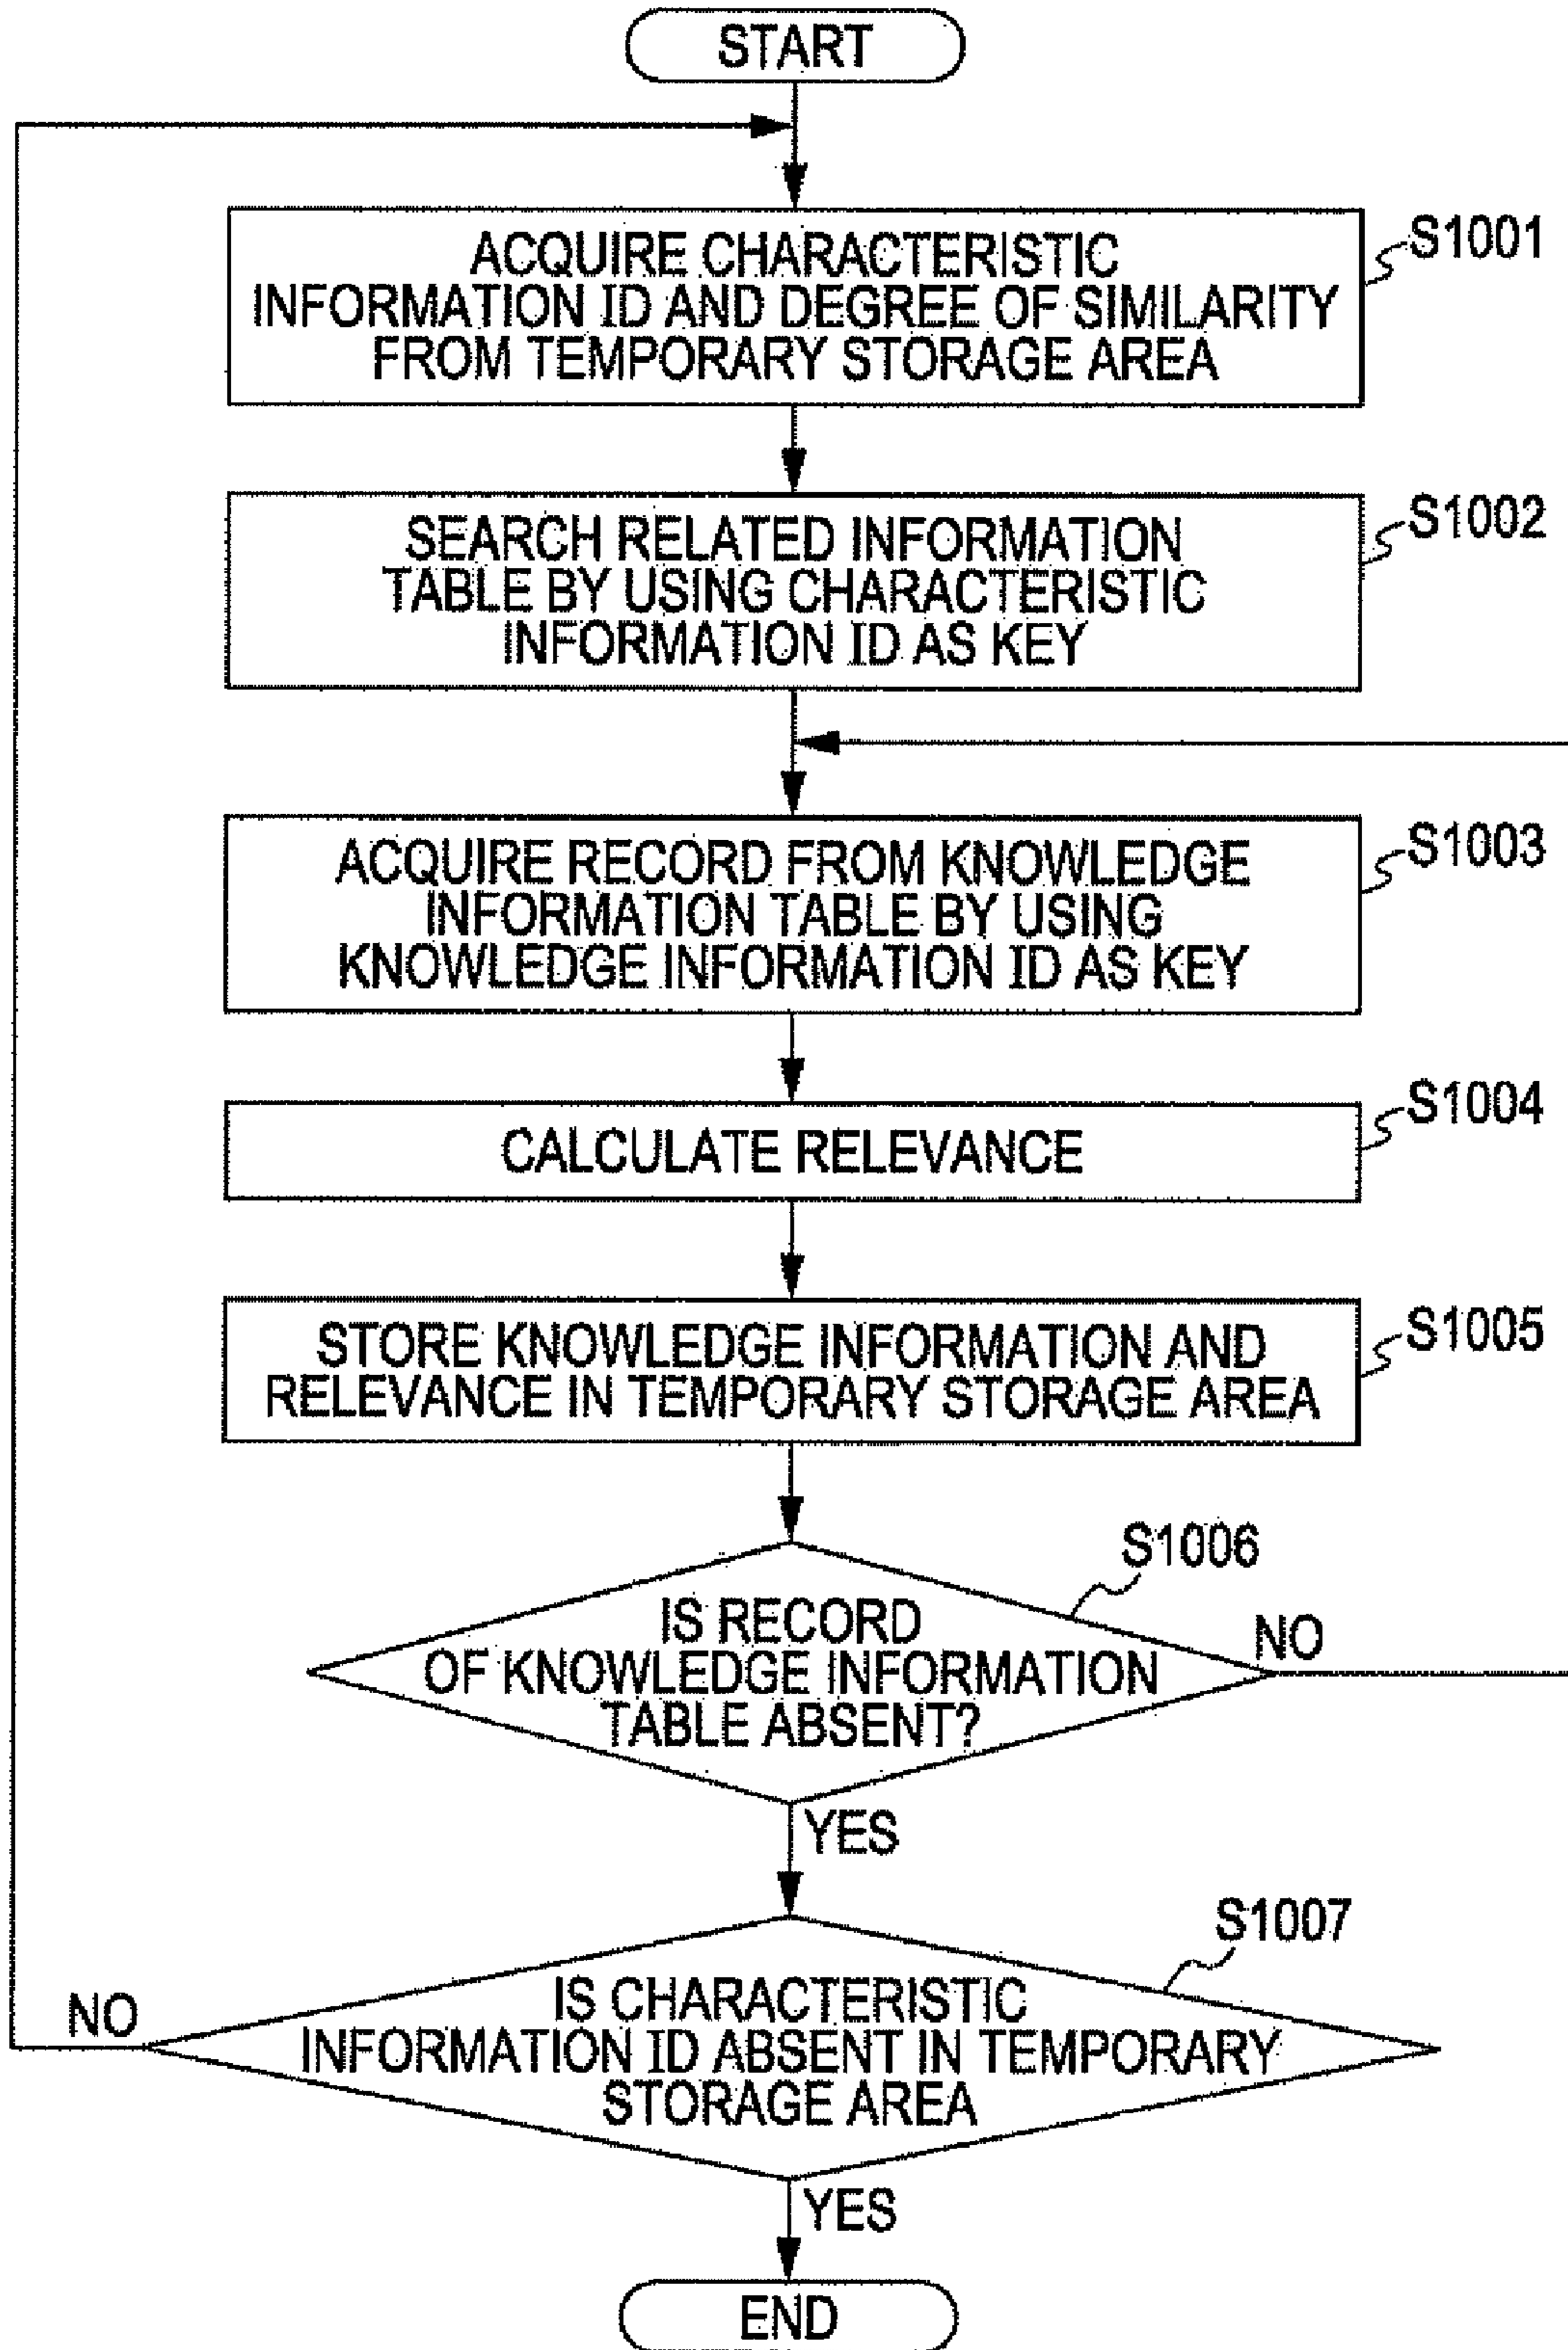 START
ACQUIRE CHARACTERISTIC
INFORMATION ID AND DEGREE OF SIMILARITY
FROM TEMPORARY STORAGE AREA
S1001
SEARCH RELATED INFORMATION
TABLE BY USING CHARACTERISTIC
INFORMATION ID AS KEY
S1002
ACQUIRE RECORD FROM KNOWLEDGE
INFORMATION TABLE BY USING
KNOWLEDGE INFORMATION ID AS KEY
S1003
CALCULATE RELEVANCE
S1004
STORE KNOWLEDGE INFORMATION AND
RELEVANCE IN TEMPORARY STORAGE AREA
S1005
S1006
IS RECORD
OF KNOWLEDGE INFORMATION
TABLE ABSENT?
NO
YES
S1007
IS CHARACTERISTIC
INFORMATION ID ABSENT IN TEMPORARY
STORAGE AREA
NO
YES
END